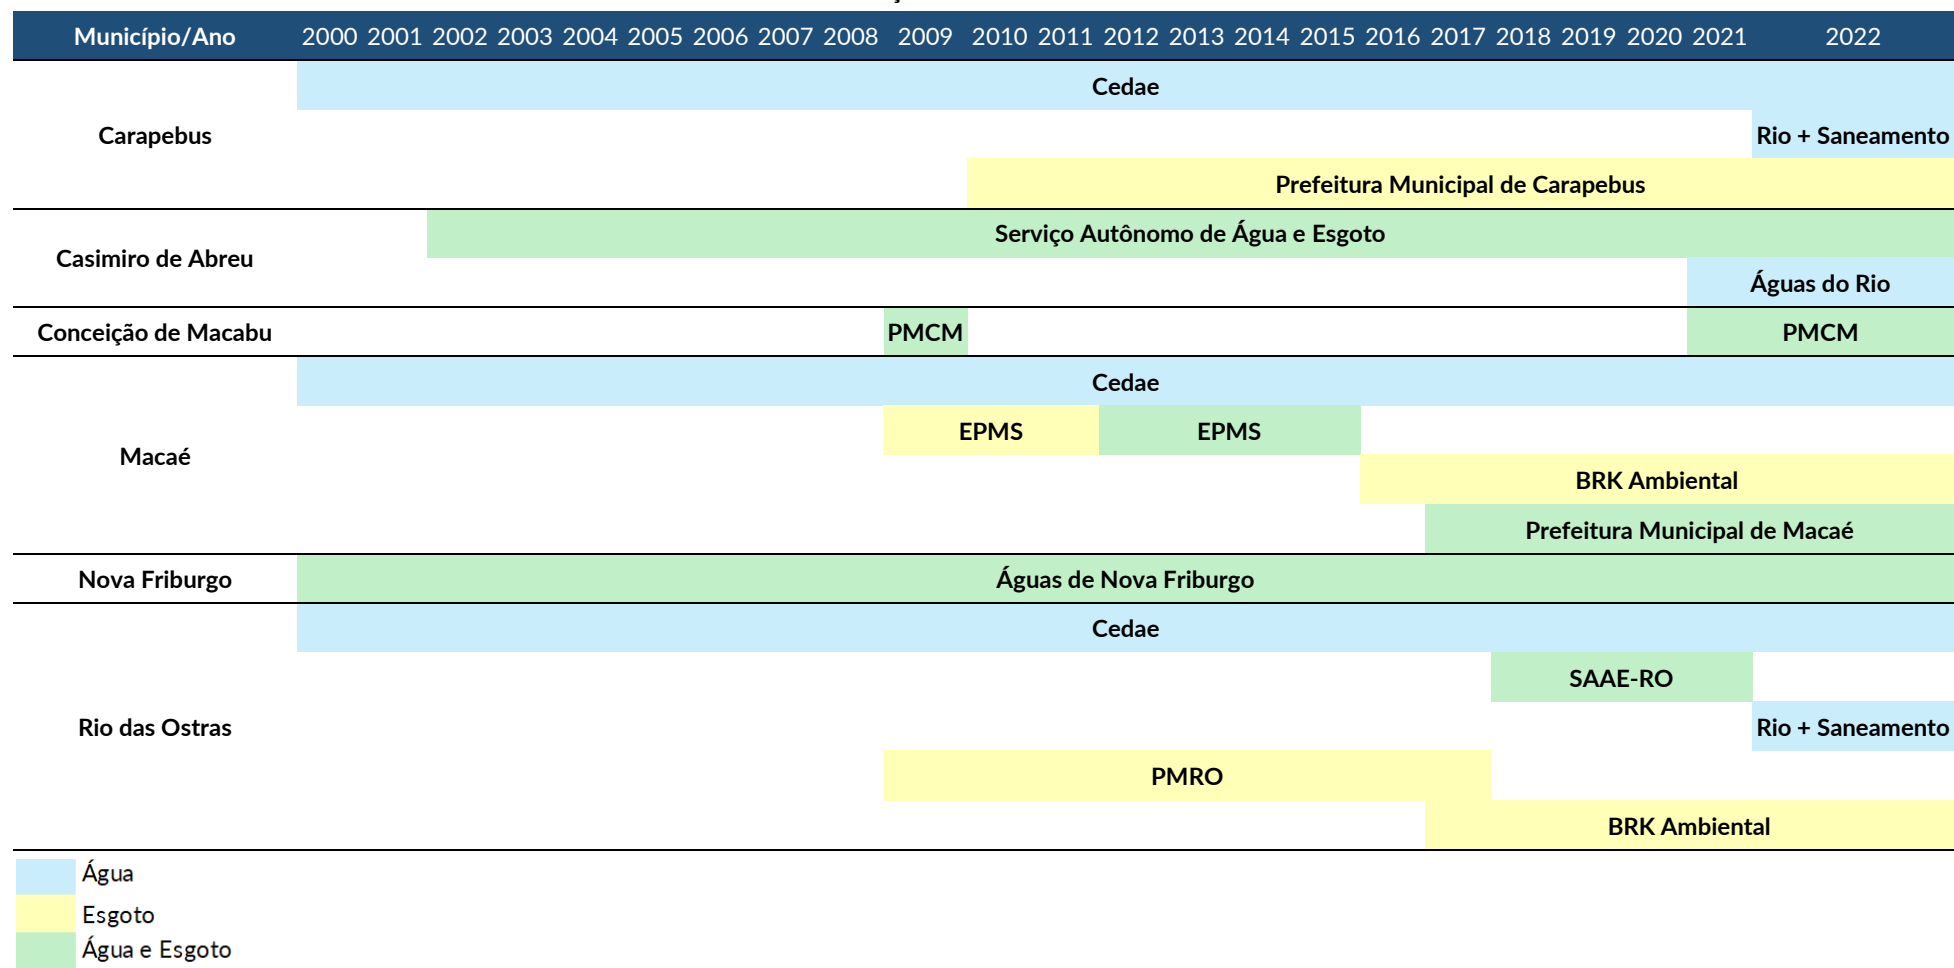 Município/Ano 2000 2001 2002 2003 2004 2005 2006 2007 2008 2009 2010 2011 2012 2013 2014 2015 2016 2017 2018 2019 2020 2021 2022
Cedae
Carapebus
Rio + Saneamento
Prefeitura Municipal de Carapebus
Serviço Autônomo de Água e Esgoto
Casimiro de Abreu
Águas do Rio
Conceição de Macabu PMCM PMCM
Cedae
EPMS EPMS
Macaé
BRK Ambiental
Prefeitura Municipal de Macaé
Nova Friburgo Águas de Nova Friburgo
Cedae
SAAE-RO
Rio das Ostras Rio + Saneamento
PMRO
BRK Ambiental
Água
Esgoto
Água e Esgoto